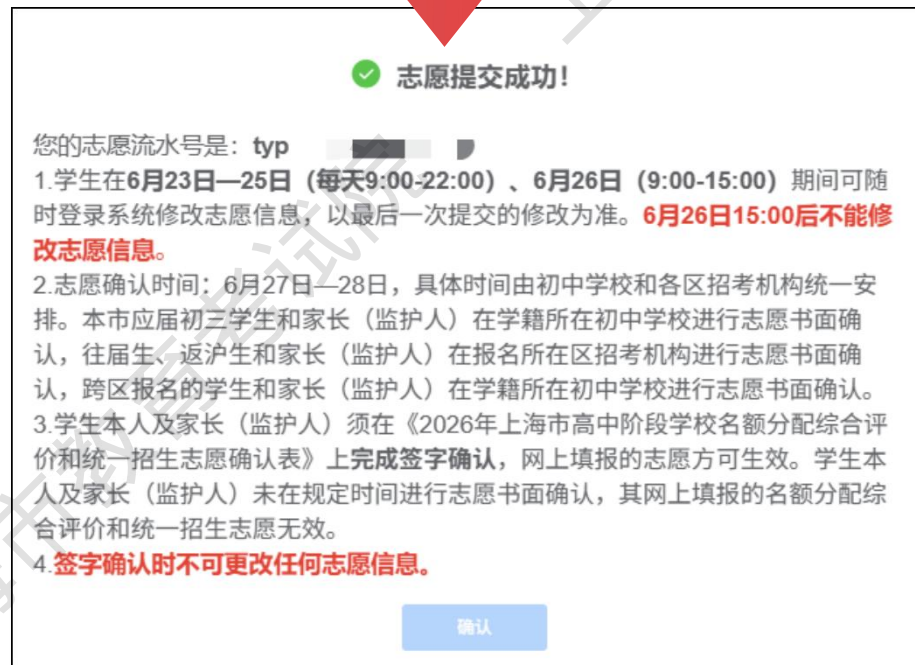 志愿提交成功！
您的志愿流水号是：typ
1.学生在6月23日—25日（每天9:00-22:00）、6月26日（9:00-15:00）期间可随
时登录系统修改志愿信息，以最后一次提交的修改为准。6月26日15:00后不能修
改志愿信息。
2.志愿确认时间：6月27日—28日，具体时间由初中学校和各区招考机构统一安
排。本市应届初三学生和家长（监护人）在学籍所在初中学校进行志愿书面确
认，往届生、返沪生和家长（监护人）在报名所在区招考机构进行志愿书面确
认，跨区报名的学生和家长（监护人）在学籍所在初中学校进行志愿书面确认。
3.学生本人及家长（监护人）须在《2026年上海市高中阶段学校名额分配综合评
价和统一招生志愿确认表》上完成签字确认，网上填报的志愿方可生效。学生本
人及家长（监护人）未在规定时间进行志愿书面确认，其网上填报的名额分配综
合评价和统一招生志愿无效。
4.签字确认时不可更改任何志愿信息。
确认
市教育考试院